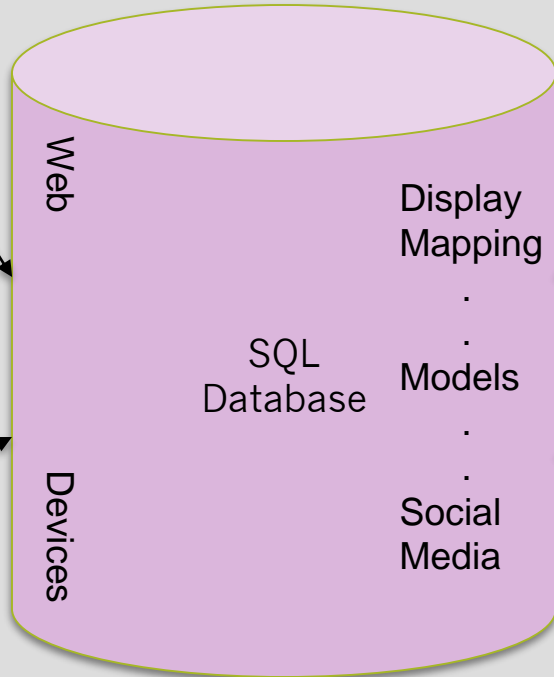 Web
Devices
SQL
Database
Display
Mapping
.
.
Models
.
.
Social
Media